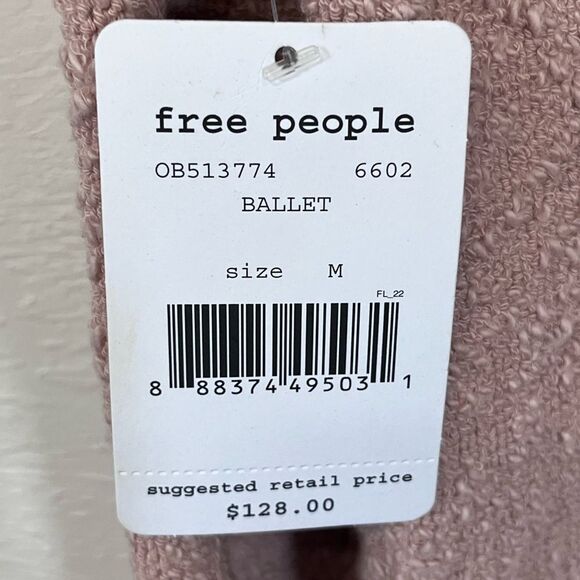 free people
OB513774 6602
BALLET
size M
FL_22
8 88374 49503 1
suggested retail price
$128.00